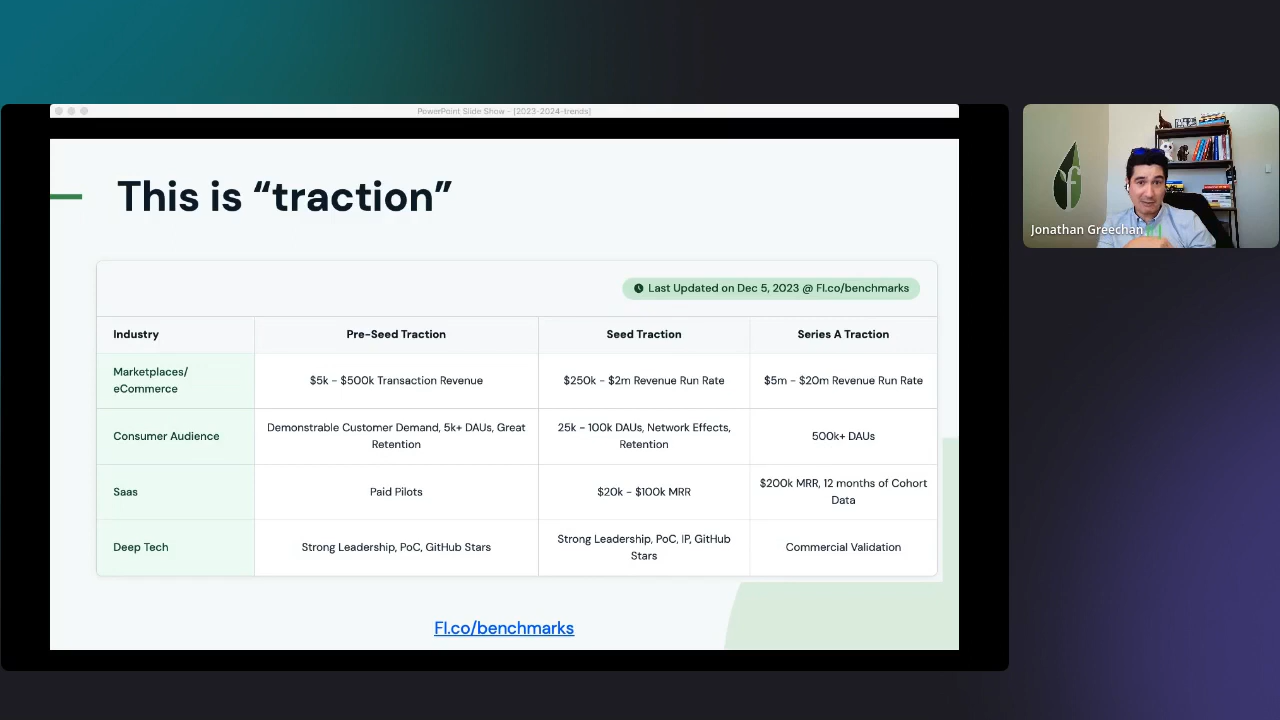 PowerPoint Slide Show - [2023-2024-trends]
This is “traction”
Last Updated on Dec 5, 2023 @ FI.co/benchmarks
Industry
Pre-Seed Traction
Seed Traction
Series A Traction
Marketplaces/
eCommerce
$5k - $500k Transaction Revenue
$250k - $2m Revenue Run Rate
$5m - $20m Revenue Run Rate
Consumer Audience
Demonstrable Customer Demand, 5k+ DAUs, Great
Retention
25k - 100k DAUs, Network Effects,
Retention
500k+ DAUs
Saas
Paid Pilots
$20k - $100k MRR
$200k MRR, 12 months of Cohort
Data
Deep Tech
Strong Leadership, PoC, GitHub Stars
Strong Leadership, PoC, IP, GitHub
Stars
Commercial Validation
FI.co/benchmarks
Jonathan Greechan